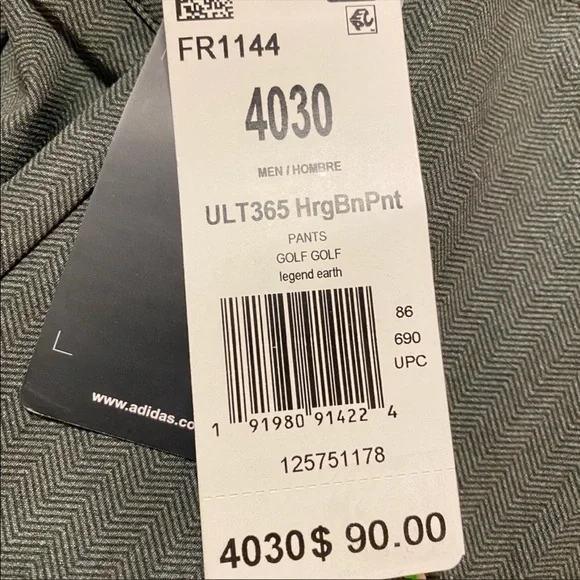 FR1144
4030
MEN / HOMBRE
ULT365 HrgBnPnt
PANTS
GOLF GOLF
legend earth
86
690
UPC
1 91980 91422 4
125751178
4030 $ 90.00
www.adidas.co